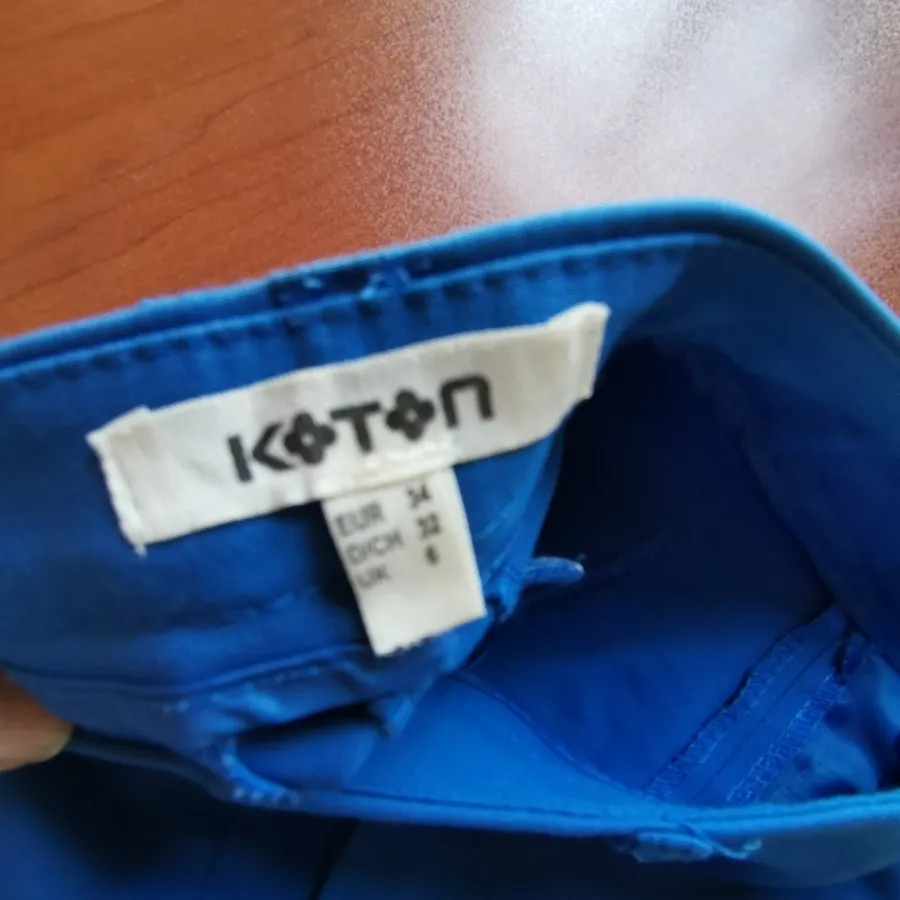 KOTON
EUR 34
D/CH 32
UK 6